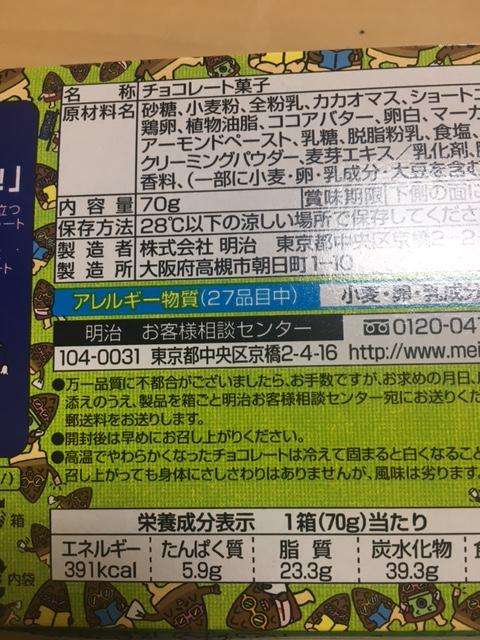 名 称 チョコレート菓子
原材料名 砂糖、小麦粉、全粉乳、カカオマス、ショートニ
鶏卵、植物油脂、ココアバター、卵白、マーガ
アーモンドペースト、乳糖、脱脂粉乳、食塩、
クリーミングパウダー、麦芽エキス/乳化剤、
香料、(一部に小麦・卵・乳成分・大豆を含む
内 容 量 70g 賞味期限 下側の面に
保存方法 28℃以下の涼しい場所で保存してくださ
製 造 者 株式会社 明治 東京都中央区京橋2-2
製 造 所 大阪府高槻市朝日町1-10
アレルギー物質(27品目中) 小麦・卵・乳成分
明治 お客様相談センター 0120-041
104-0031 東京都中央区京橋2-4-16 http://www.mei
●万一品質に不都合がございましたら、お手数ですが、お求めの月日、
添えのうえ、製品を箱ごと明治お客様相談センター宛にお送りくだ
郵送料をお送りします。
●開封後は早めにお召し上がりください。
●高温でやわらかくなったチョコレートは冷えて固まると白くなること
召し上がっても身体にさしさわりはありませんが、風味は劣ります。
栄養成分表示 1箱(70g)当たり
エネルギー たんぱく質 脂 質 炭水化物 食
391kcal 5.9g 23.3g 39.3g
箱
内袋